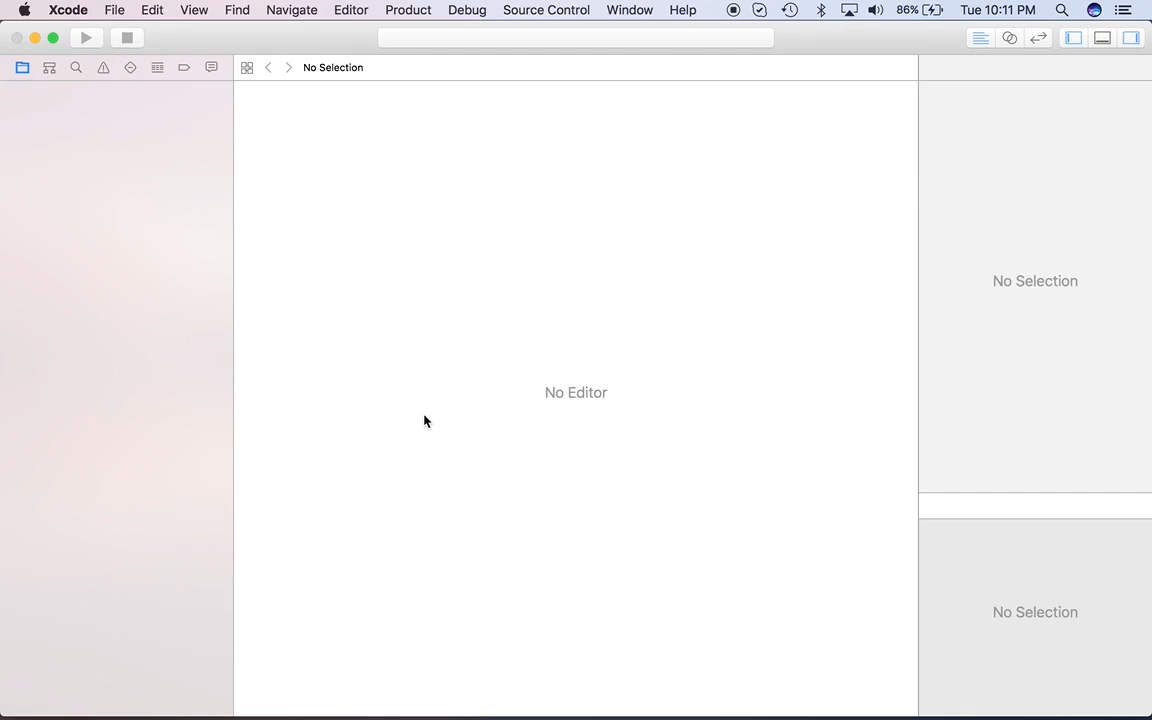 Xcode File Edit View Find Navigate Editor Product Debug Source Control Window Help 86% Tue 10:11 PM
No Selection
No Selection
No Editor
No Selection